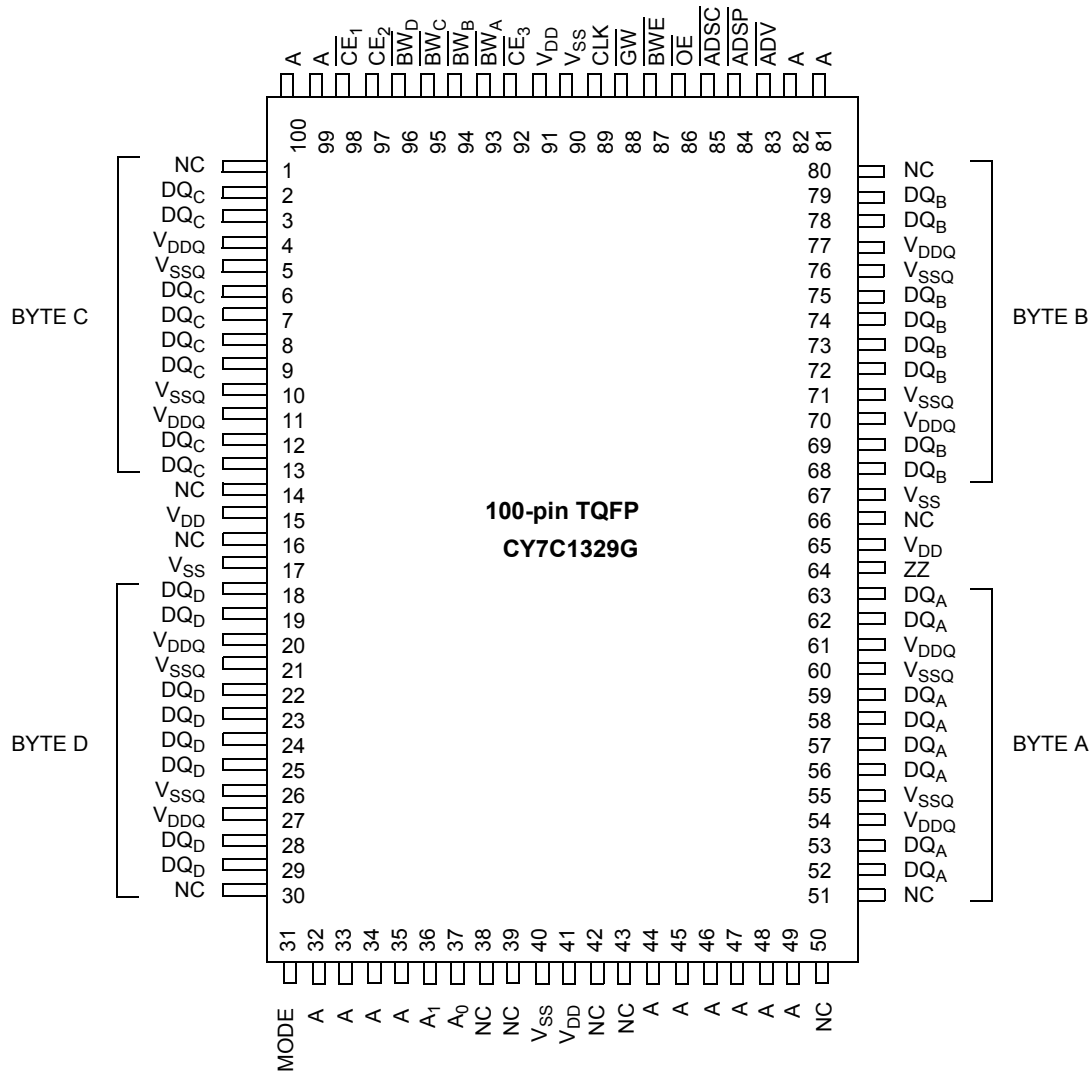 A
A
CE1
CE2
BWD
BWC
BWB
BWA
CE3
VDD
VSS
CLK
GW
BWE
OE
ADSC
ADSP
ADV
A
A
100
99
98
97
96
95
94
93
92
91
90
89
88
87
86
85
84
83
82
81
BYTE C
NC 1
DQC 2
DQC 3
VDDQ 4
VSSQ 5
DQC 6
DQC 7
DQC 8
DQC 9
VSSQ 10
VDDQ 11
DQC 12
DQC 13
NC 14
VDD 15
NC 16
VSS 17
BYTE D
DQD 18
DQD 19
VDDQ 20
VSSQ 21
DQD 22
DQD 23
DQD 24
DQD 25
VSSQ 26
VDDQ 27
DQD 28
DQD 29
NC 30
100-pin TQFP
CY7C1329G
80 NC
79 DQB
78 DQB
77 VDDQ
76 VSSQ
75 DQB
74 DQB
73 DQB
72 DQB
71 VSSQ
70 VDDQ
69 DQB
68 DQB
BYTE B
67 VSS
66 NC
65 VDD
64 ZZ
63 DQA
62 DQA
61 VDDQ
60 VSSQ
59 DQA
58 DQA
57 DQA
56 DQA
55 VSSQ
54 VDDQ
53 DQA
52 DQA
51 NC
BYTE A
31
32
33
34
35
36
37
38
39
40
41
42
43
44
45
46
47
48
49
50
MODE
A
A
A
A
A1
A0
NC
NC
VSS
VDD
NC
NC
A
A
A
A
A
A
NC